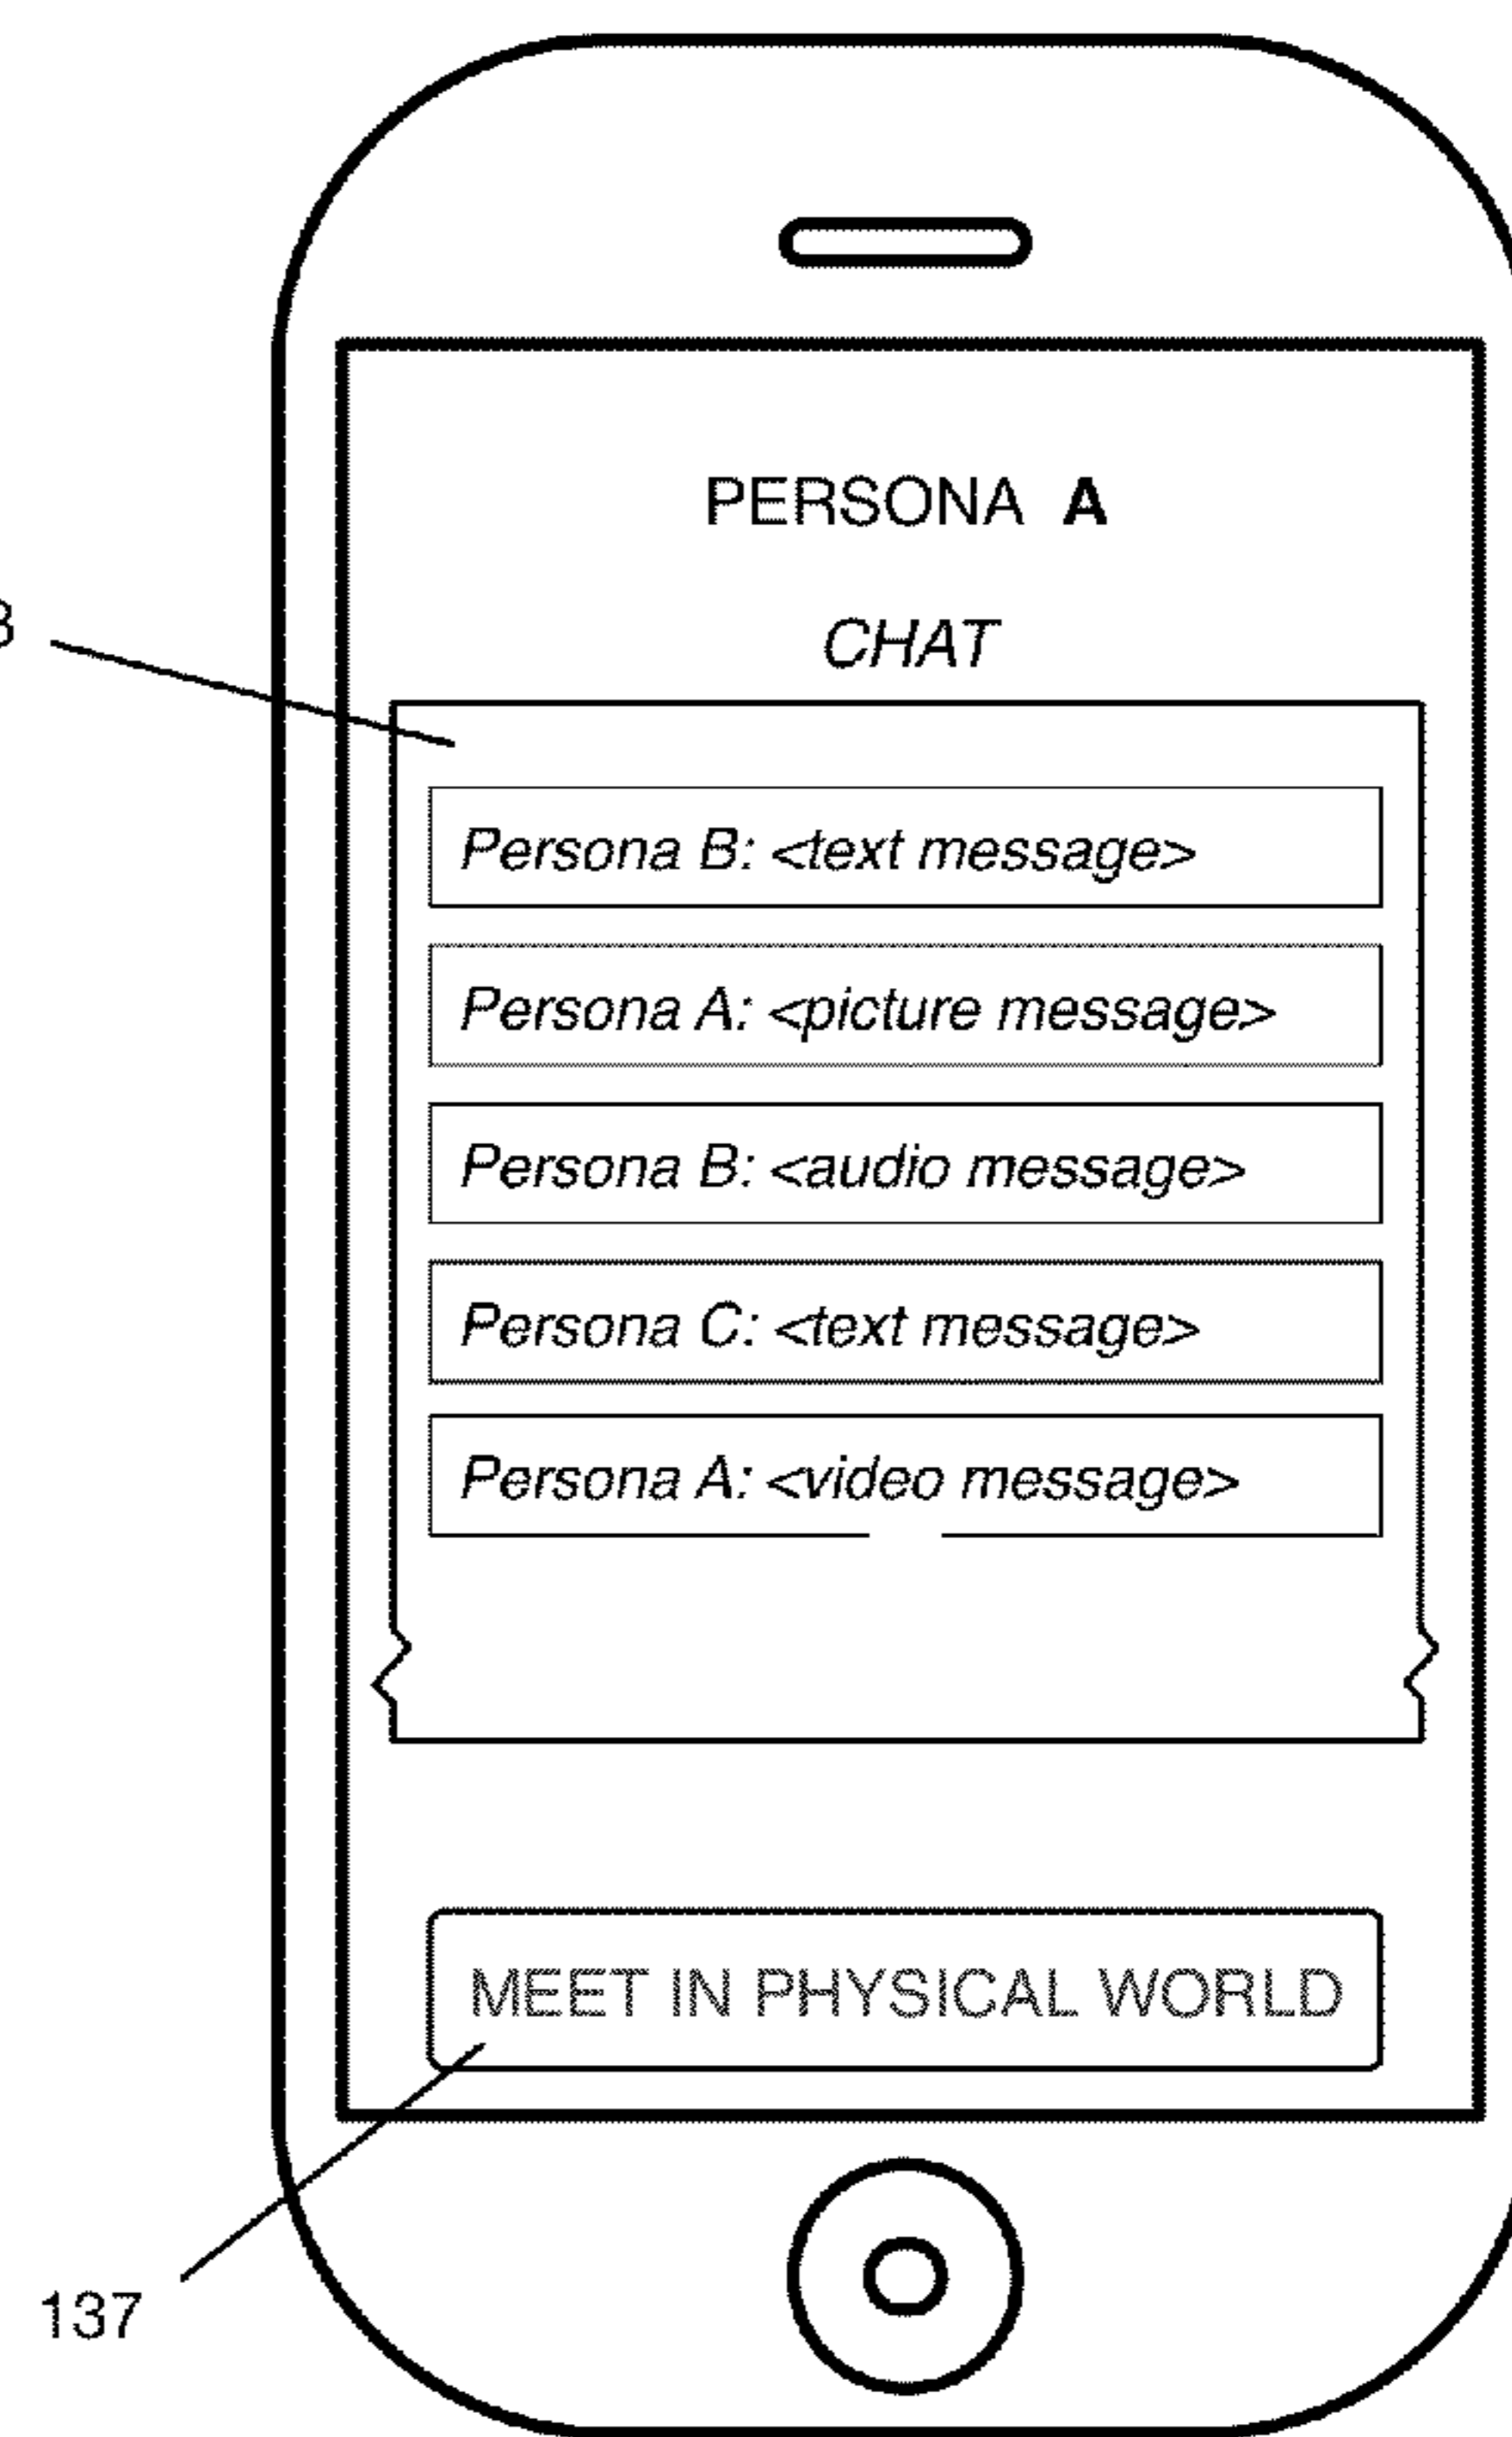 PERSONA A
CHAT
Persona B: <text message>
Persona A: <picture message>
Persona B: <audio message>
Persona C: <text message>
Persona A: <video message>
MEET IN PHYSICAL WORLD
137